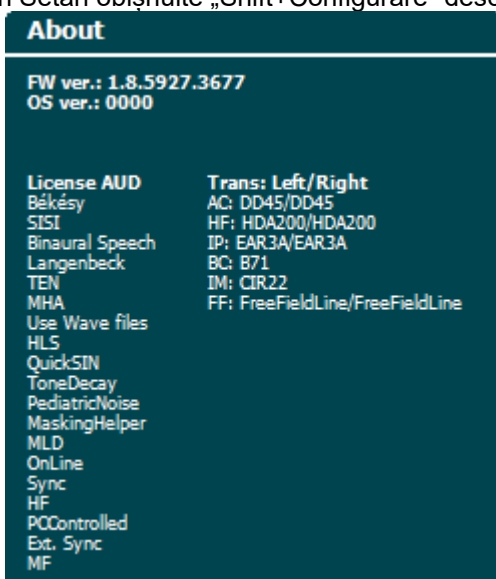 About
FW ver.: 1.8.5927.3677
OS ver.: 0000
License AUD
Békésy
SISI
Binaural Speech
Langenbeck
TEN
MHA
Use Wave files
HLS
QuickSIN
ToneDecay
PediatricNoise
MaskingHelper
MLD
OnLine
Sync
HF
PCControlled
Ext. Sync
MF
Trans: Left/Right
AC: DD45/DD45
HF: HDA200/HDA200
IP: EAR3A/EAR3A
BC: B71
IM: CIR22
FF: FreeFieldLine/FreeFieldLine